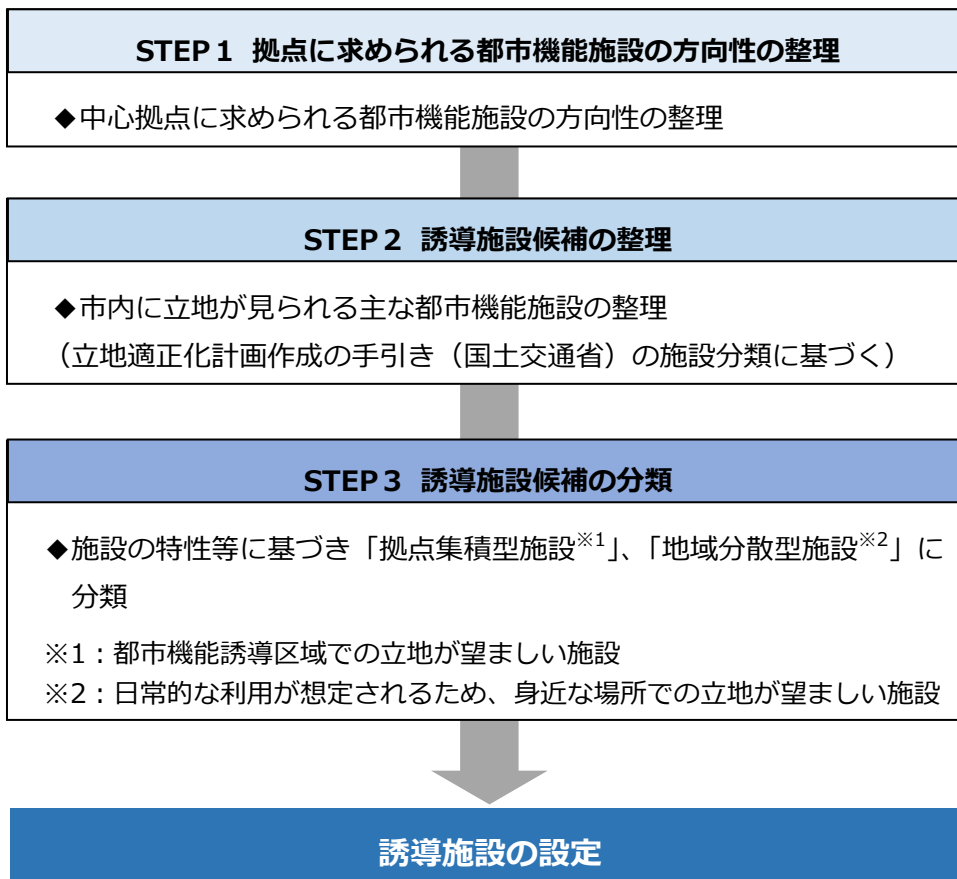 STEP１ 拠点に求められる都市機能施設の方向性の整理
◆中心拠点に求められる都市機能施設の方向性の整理
STEP２ 誘導施設候補の整理
◆市内に立地が見られる主な都市機能施設の整理
（立地適正化計画作成の手引き（国土交通省）の施設分類に基づく）
STEP３ 誘導施設候補の分類
◆施設の特性等に基づき「拠点集積型施設※1」、「地域分散型施設※2」に
分類
※1：都市機能誘導区域での立地が望ましい施設
※2：日常的な利用が想定されるため、身近な場所での立地が望ましい施設
誘導施設の設定